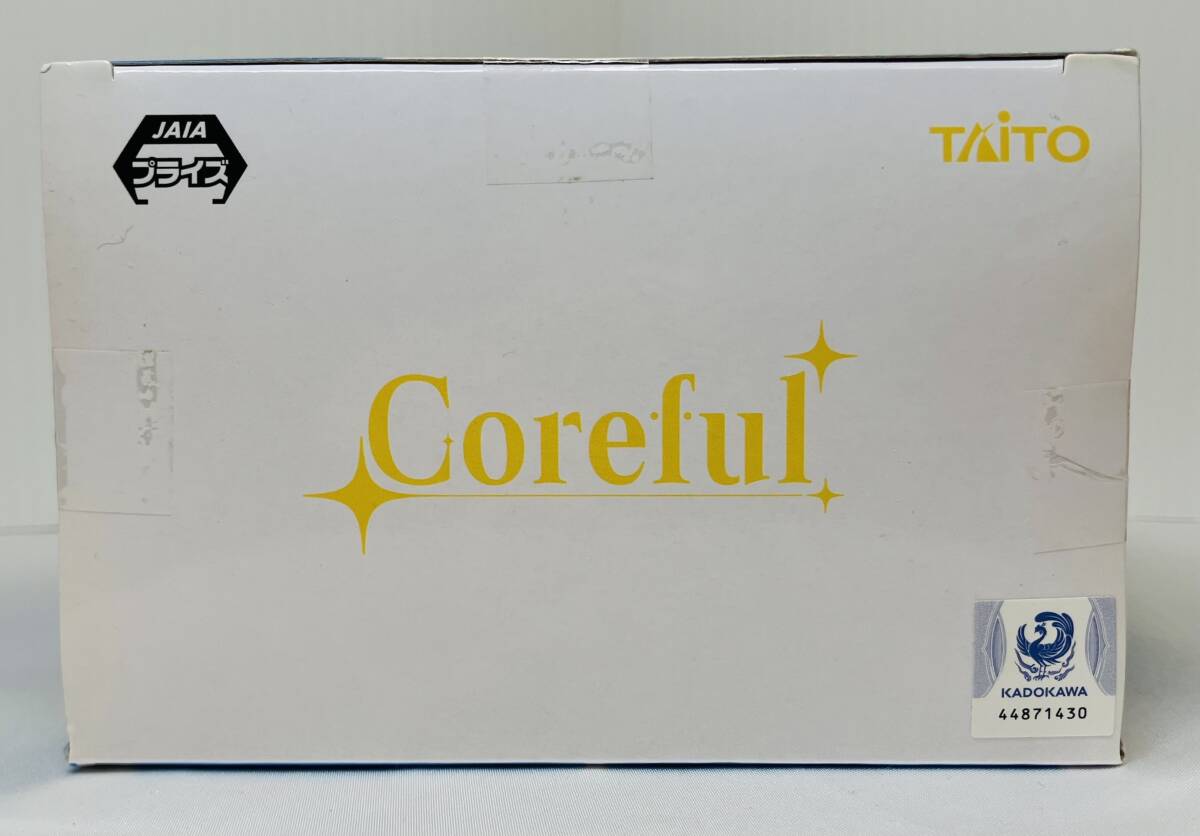 JAIA
プライズ
TAiTO
Coreful
KADOKAWA
44871430